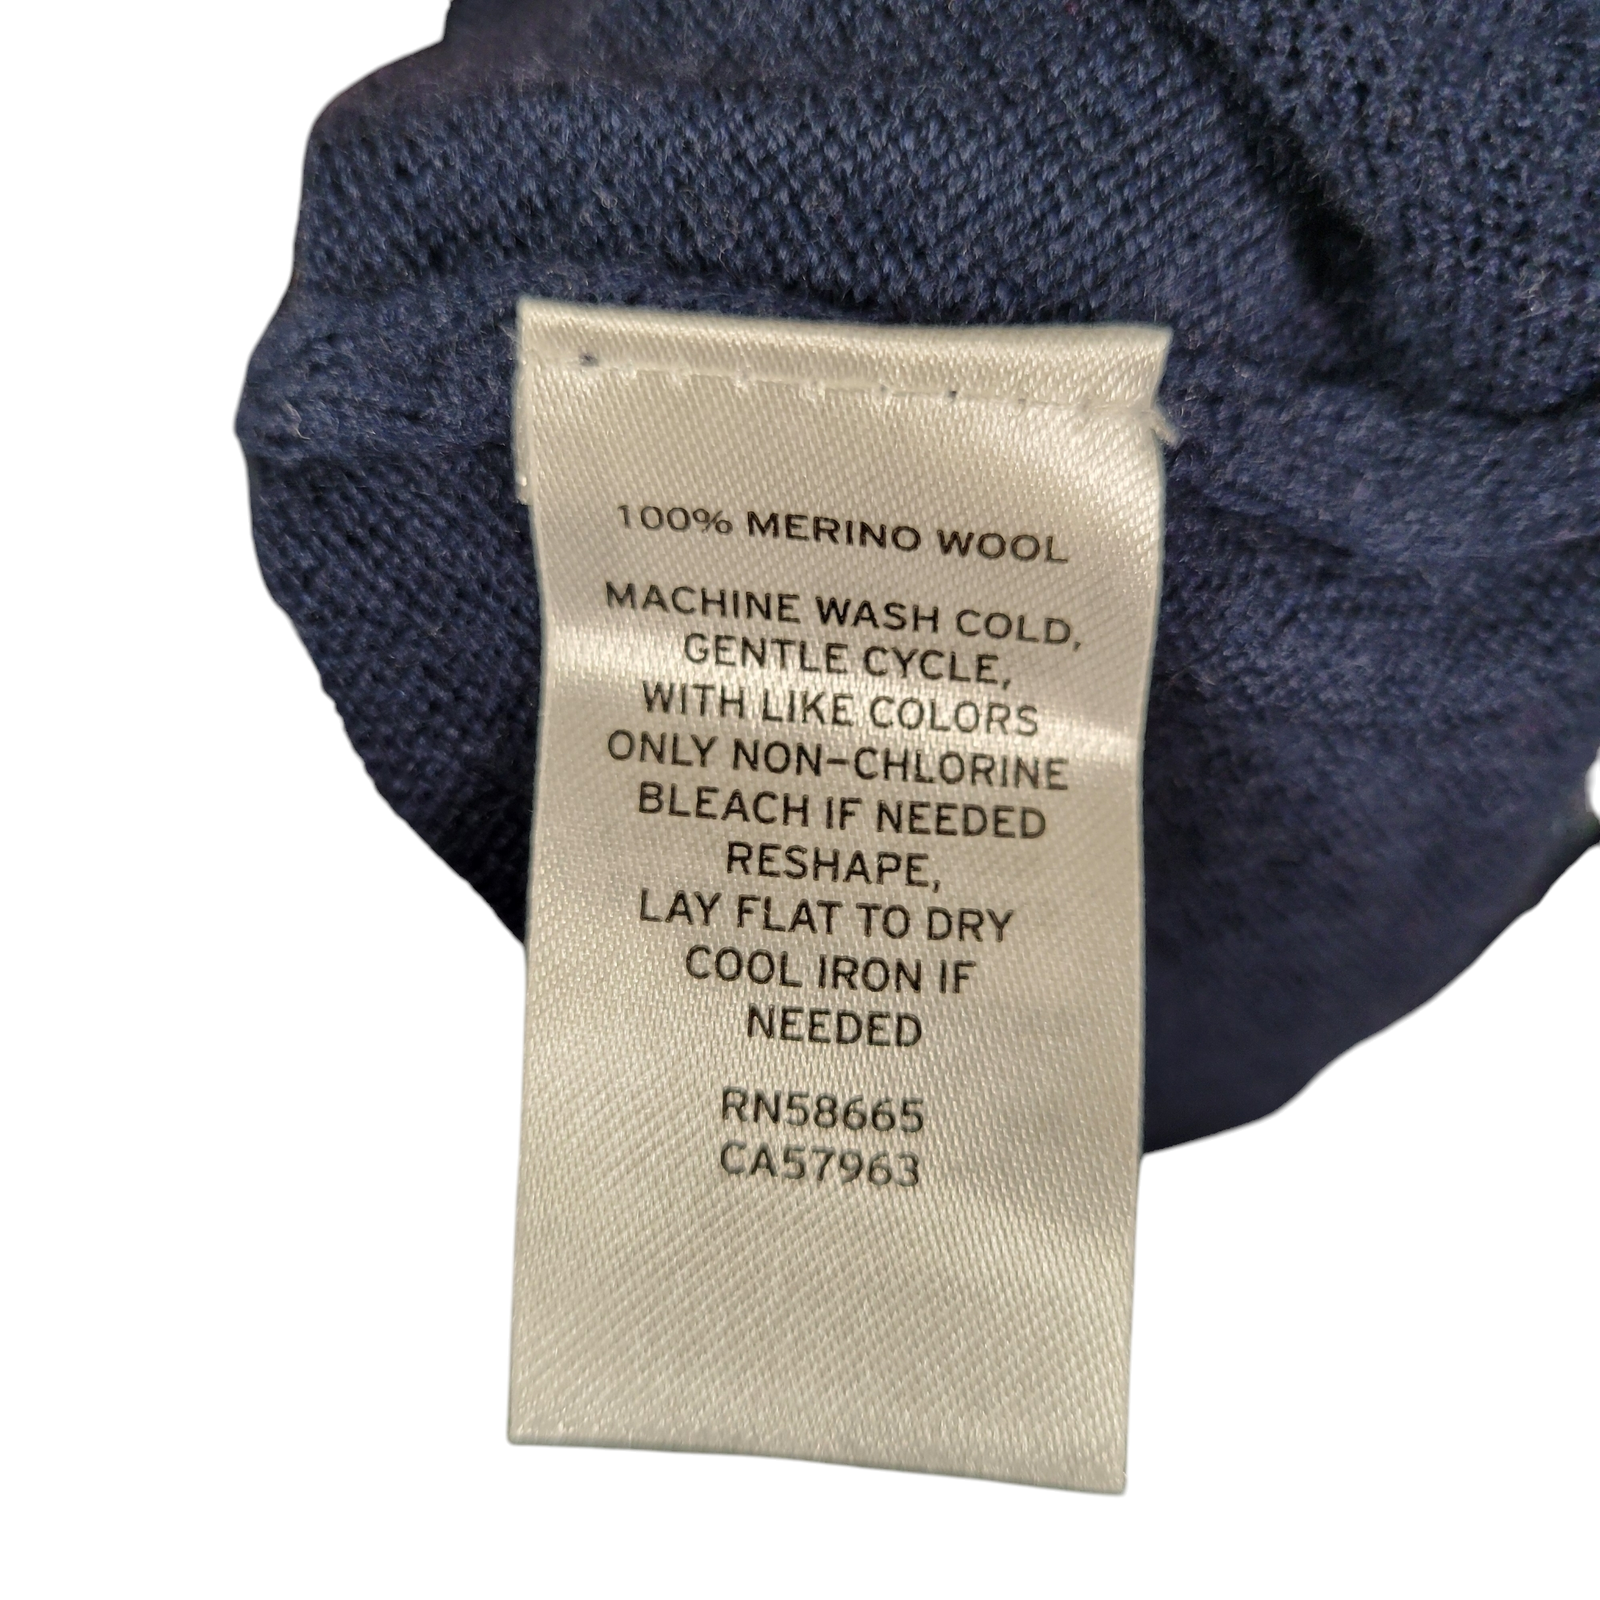 100% MERINO WOOL
MACHINE WASH COLD,
GENTLE CYCLE,
WITH LIKE COLORS
ONLY NON-CHLORINE
BLEACH IF NEEDED
RESHAPE,
LAY FLAT TO DRY
COOL IRON IF
NEEDED
RN58665
CA57963